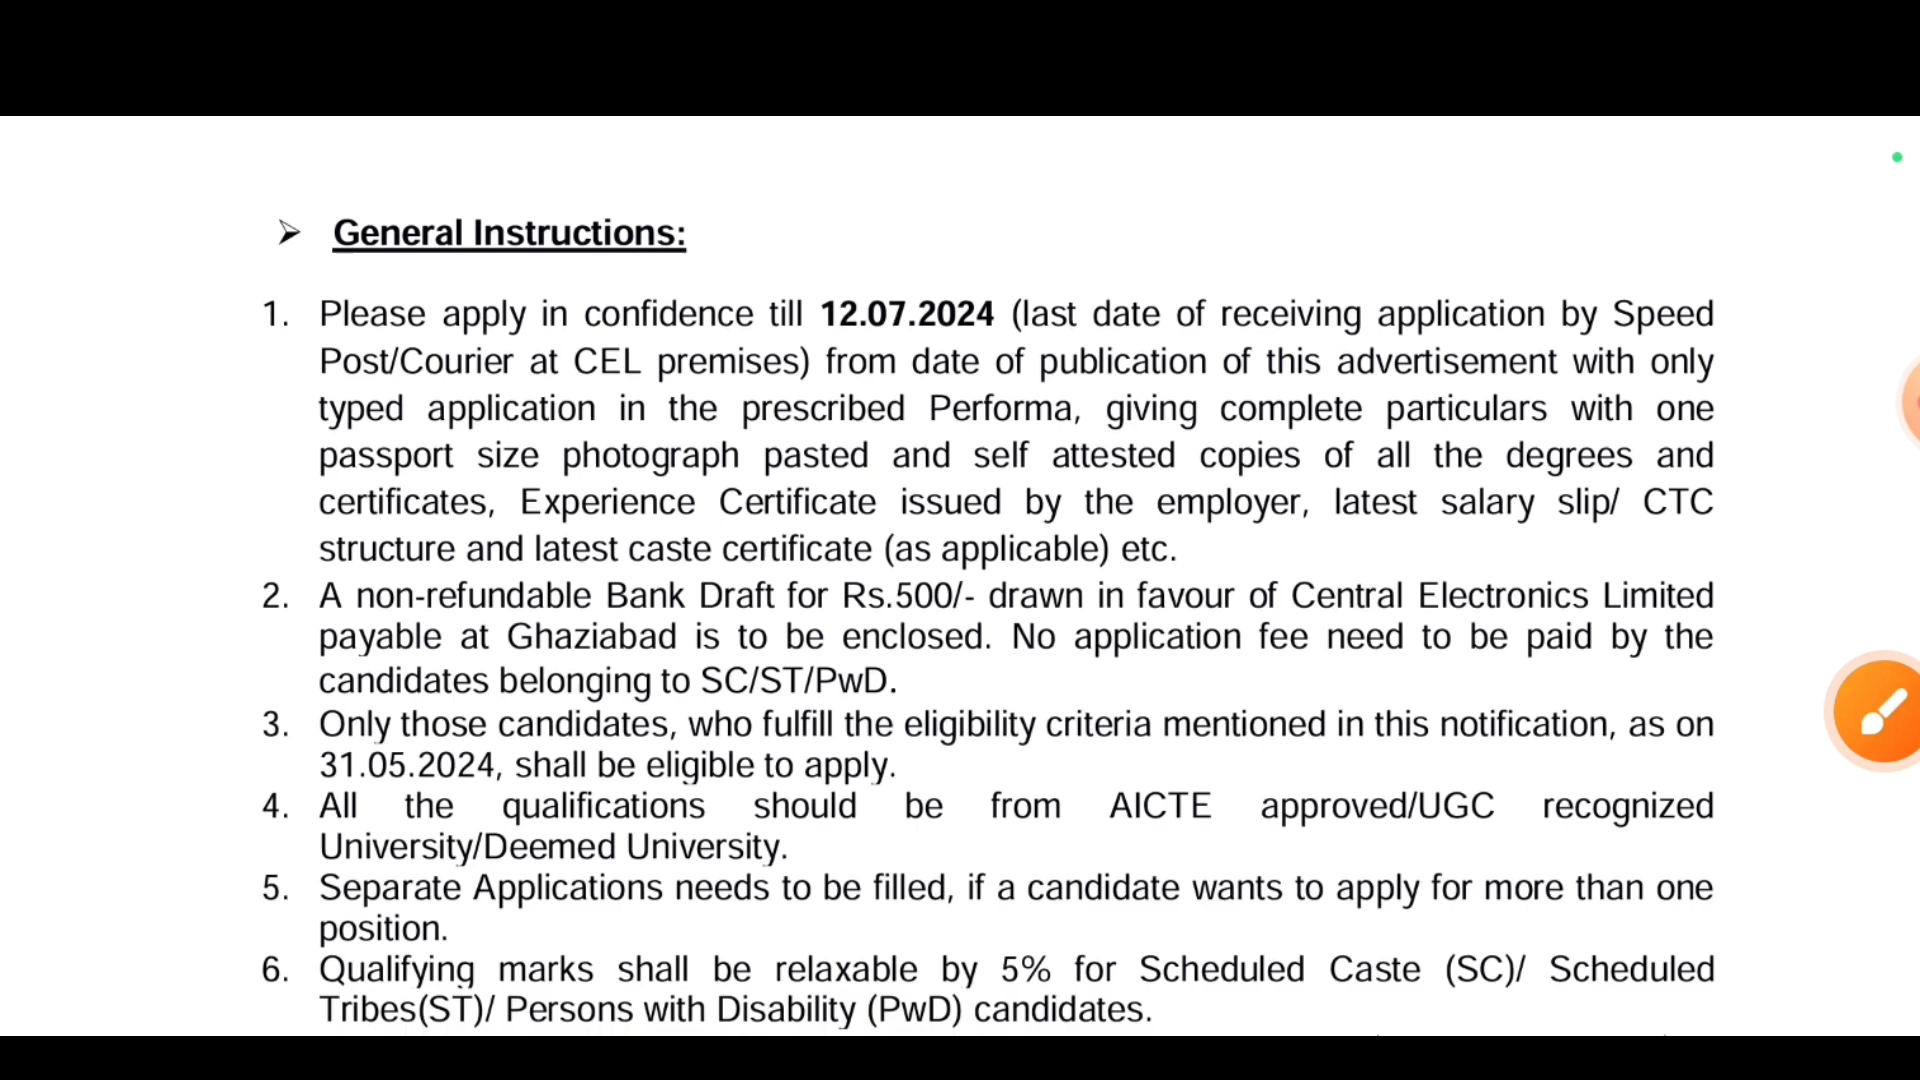 ➢ General Instructions:
1. Please apply in confidence till 12.07.2024 (last date of receiving application by Speed
Post/Courier at CEL premises) from date of publication of this advertisement with only
typed application in the prescribed Performa, giving complete particulars with one
passport size photograph pasted and self attested copies of all the degrees and
certificates, Experience Certificate issued by the employer, latest salary slip/ CTC
structure and latest caste certificate (as applicable) etc.
2. A non-refundable Bank Draft for Rs.500/- drawn in favour of Central Electronics Limited
payable at Ghaziabad is to be enclosed. No application fee need to be paid by the
candidates belonging to SC/ST/PwD.
3. Only those candidates, who fulfill the eligibility criteria mentioned in this notification, as on
31.05.2024, shall be eligible to apply.
4. All the qualifications should be from AICTE approved/UGC recognized
University/Deemed University.
5. Separate Applications needs to be filled, if a candidate wants to apply for more than one
position.
6. Qualifying marks shall be relaxable by 5% for Scheduled Caste (SC)/ Scheduled
Tribes(ST)/ Persons with Disability (PwD) candidates.